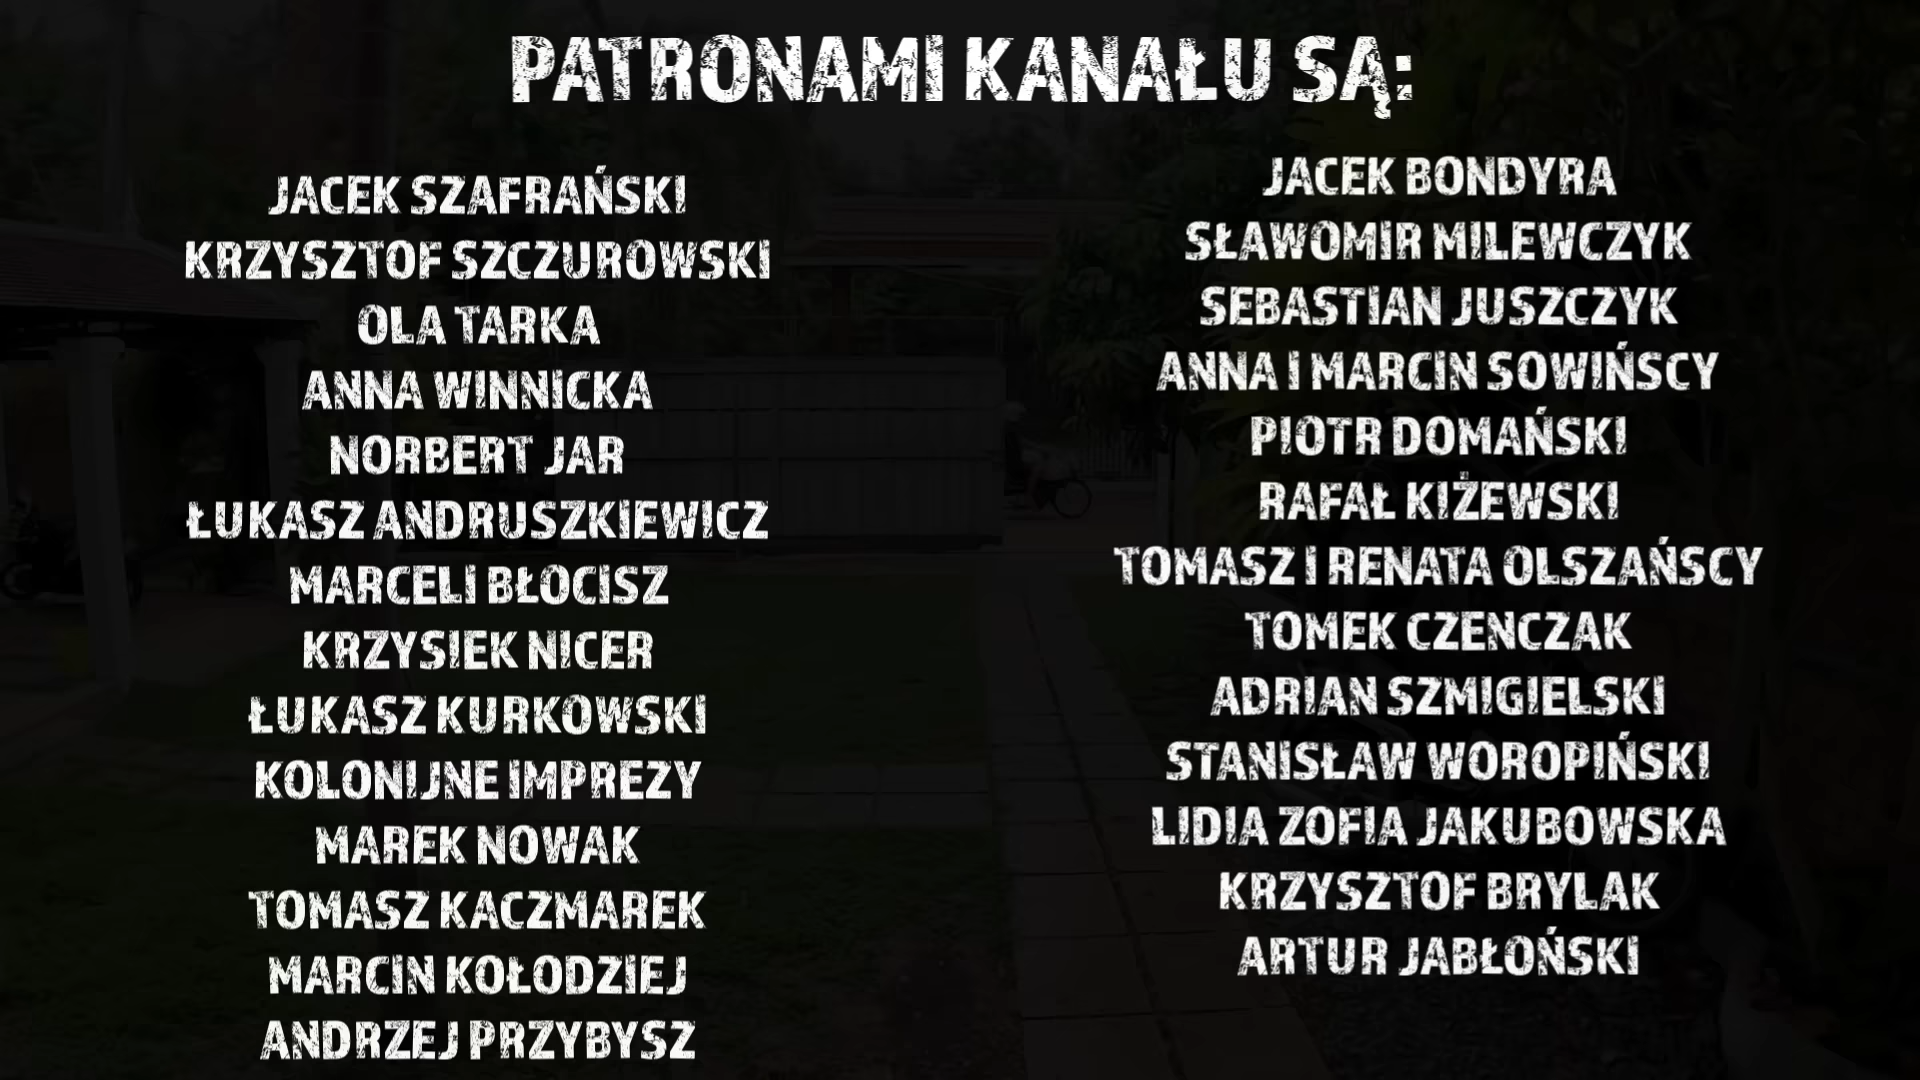 PATRONAMI KANAŁU SĄ:
JACEK SZAFRAŃSKI
KRZYSZTOF SZCZUROWSKI
OLA TARKA
ANNA WINNICKA
NORBERT JAR
ŁUKASZ ANDRUSZKIEWICZ
MARCELI BŁOCISZ
KRZYSIEK NICER
ŁUKASZ KURKOWSKI
KOLONIJNE IMPREZY
MAREK NOWAK
TOMASZ KACZMAREK
MARCIN KOŁODZIEJ
ANDRZEJ PRZYBYSZ
JACEK BONDYRA
SŁAWOMIR MILEWCZYK
SEBASTIAN JUSZCZYK
ANNA I MARCIN SOWIŃSCY
PIOTR DOMAŃSKI
RAFAŁ KIŻEWSKI
TOMASZ I RENATA OLSZAŃSCY
TOMEK CZENCZAK
ADRIAN SZMIGIELSKI
STANISŁAW WOROPIŃSKI
LIDIA ZOFIA JAKUBOWSKA
KRZYSZTOF BRYLAK
ARTUR JABŁOŃSKI